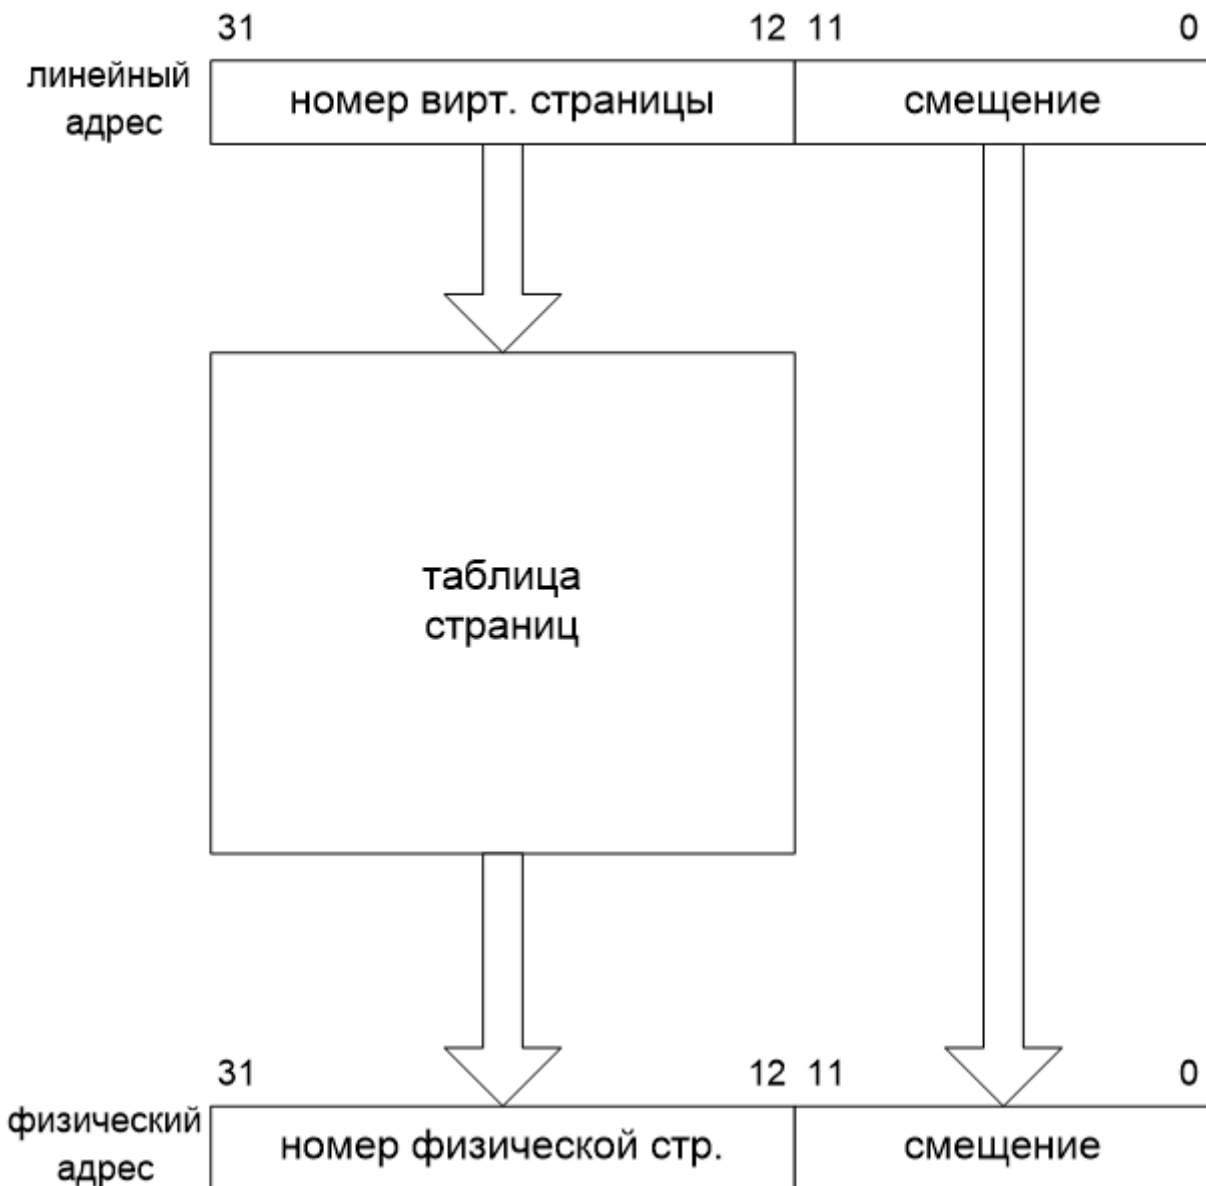 31 12 11 0
линейный
адрес
номер вирт. страницы
смещение
таблица
страниц
31 12 11 0
физический
адрес
номер физической стр.
смещение